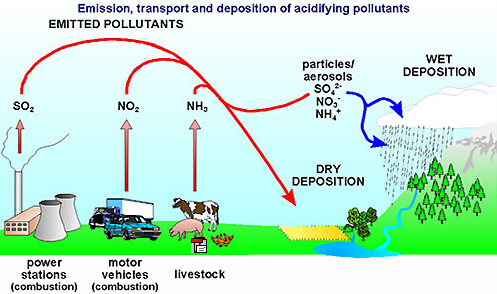 Emission, transport and deposition of acidifying pollutants
EMITTED POLLUTANTS
particles/
aerosols
SO₄²⁻
NO₃⁻
NH₄⁺
WET
DEPOSITION
SO₂
NO₂
NH₃
DRY
DEPOSITION
power
stations
(combustion)
motor
vehicles
(combustion)
livestock